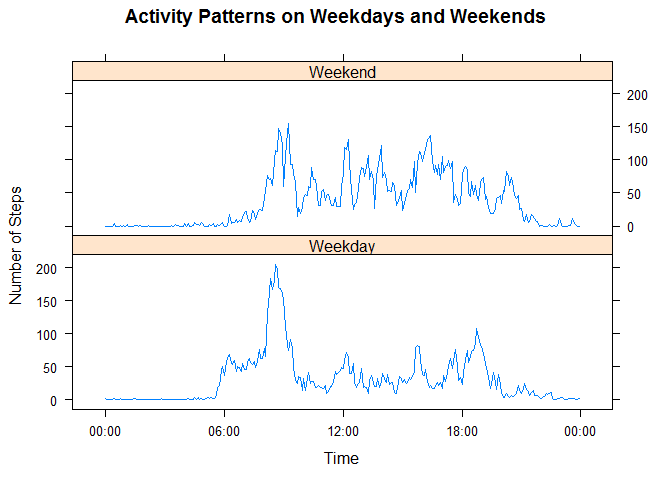 Activity Patterns on Weekdays and Weekends
Weekend
200
150
100
50
0
Number of Steps
Weekday
200
150
100
50
0
00:00 06:00 12:00 18:00 00:00
Time